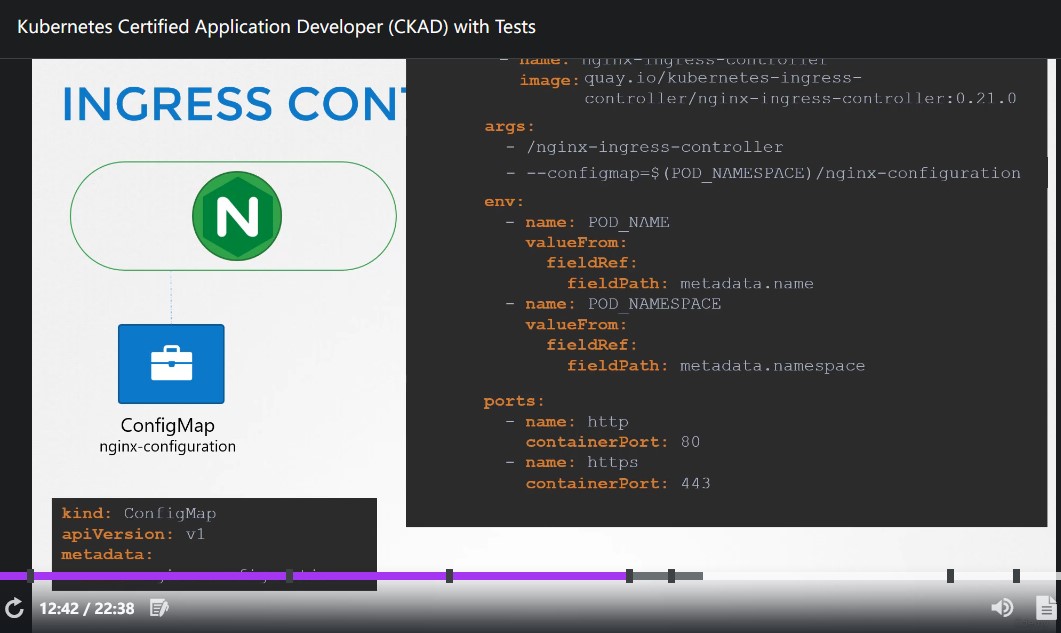 Kubernetes Certified Application Developer (CKAD) with Tests
INGRESS CONT
- name: nginx-ingress-controller
image: quay.io/kubernetes-ingress-
controller/nginx-ingress-controller:0.21.0
args:
- /nginx-ingress-controller
- --configmap=$(POD_NAMESPACE)/nginx-configuration
env:
- name: POD_NAME
valueFrom:
fieldRef:
fieldPath: metadata.name
- name: POD_NAMESPACE
valueFrom:
fieldRef:
fieldPath: metadata.namespace
ports:
- name: http
containerPort: 80
- name: https
containerPort: 443
N
ConfigMap
nginx-configuration
kind: ConfigMap
apiVersion: v1
metadata:
12:42 / 22:38